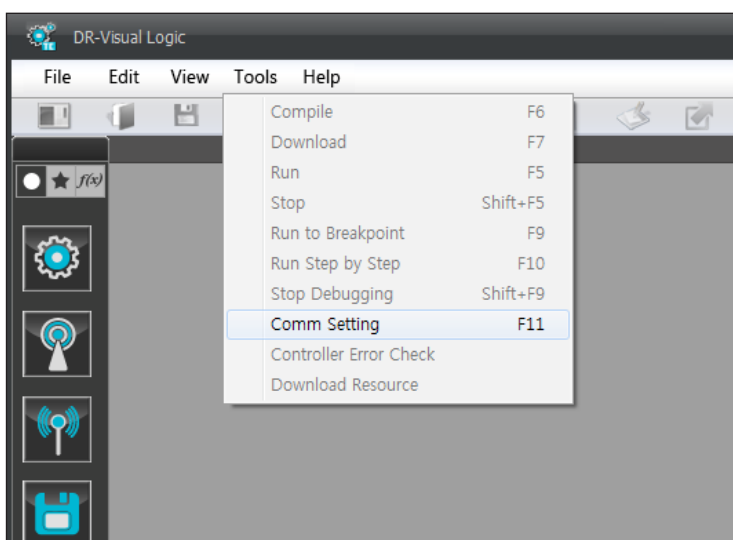 DR-Visual Logic
File Edit View Tools Help
Compile F6
Download F7
Run F5
Stop Shift+F5
Run to Breakpoint F9
Run Step by Step F10
Stop Debugging Shift+F9
Comm Setting F11
Controller Error Check
Download Resource
f(x)
TC